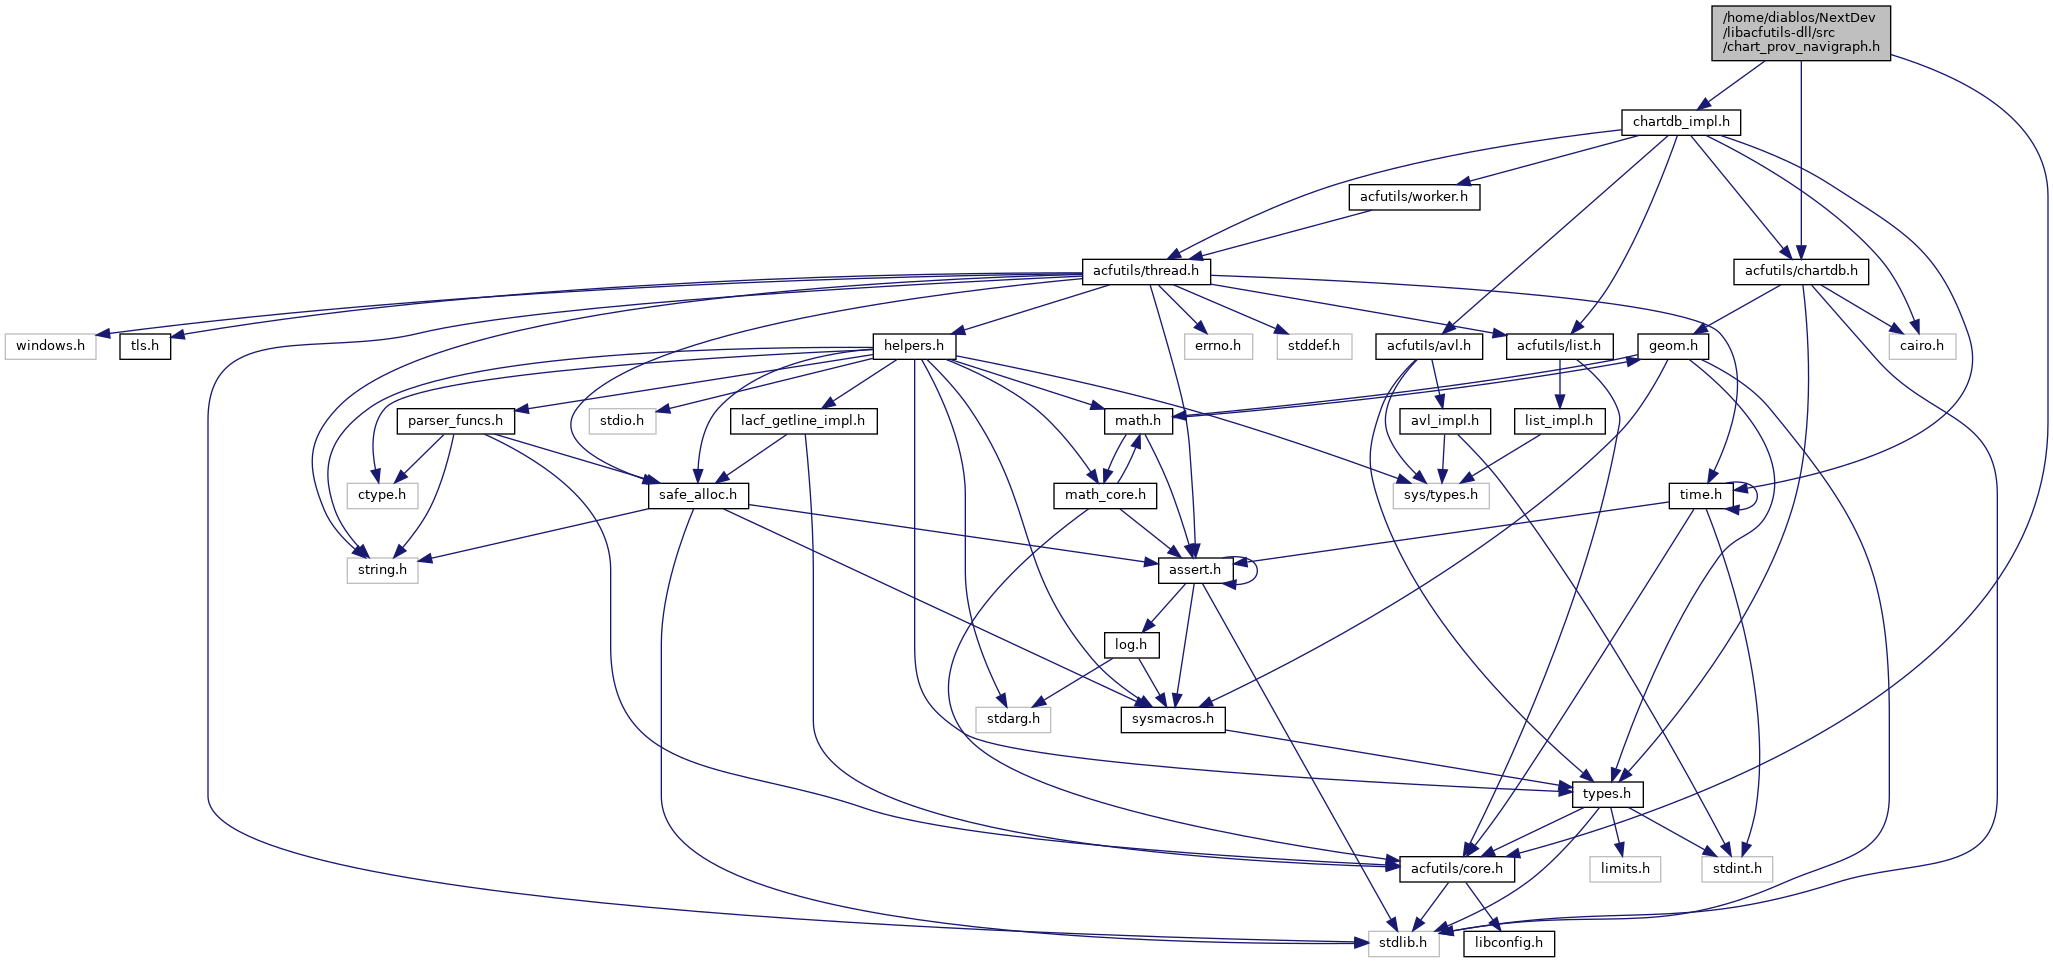 /home/diablos/NextDev
/libacfutils-dll/src
/chart_prov_navigraph.h
chartdb_impl.h
acfutils/worker.h
acfutils/thread.h
acfutils/chartdb.h
windows.h
tls.h
helpers.h
errno.h
stddef.h
acfutils/avl.h
acfutils/list.h
geom.h
cairo.h
parser_funcs.h
stdio.h
lacf_getline_impl.h
math.h
avl_impl.h
list_impl.h
ctype.h
safe_alloc.h
math_core.h
sys/types.h
time.h
string.h
assert.h
log.h
stdarg.h
sysmacros.h
types.h
acfutils/core.h
limits.h
stdint.h
stdlib.h
libconfig.h